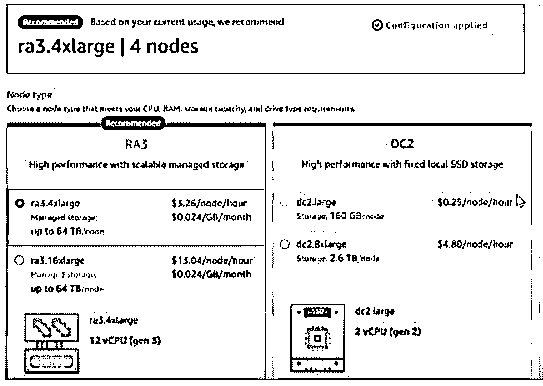 Recommended Based on your current usage, we recommend
ra3.4xlarge | 4 nodes
Configuration applied
Node type
Choose a node type that meets your CPU, RAM, storage capacity, and drive type requirements.
Recommended
RA3
High performance with scalable managed storage
ra3.4xlarge $3.26/node/hour
Managed storage: $0.024/GB/month
up to 64 TB/node
ra3.16xlarge $13.04/node/hour
Managed storage: $0.024/GB/month
up to 64 TB/node
ra3.4xlarge
12 vCPU (gen 3)
DC2
High performance with fixed local SSD storage
dc2.large $0.25/node/hour
Storage: 160 GB/node
dc2.8xlarge $4.80/node/hour
Storage: 2.6 TB/node
dc2.large
2 vCPU (gen 2)